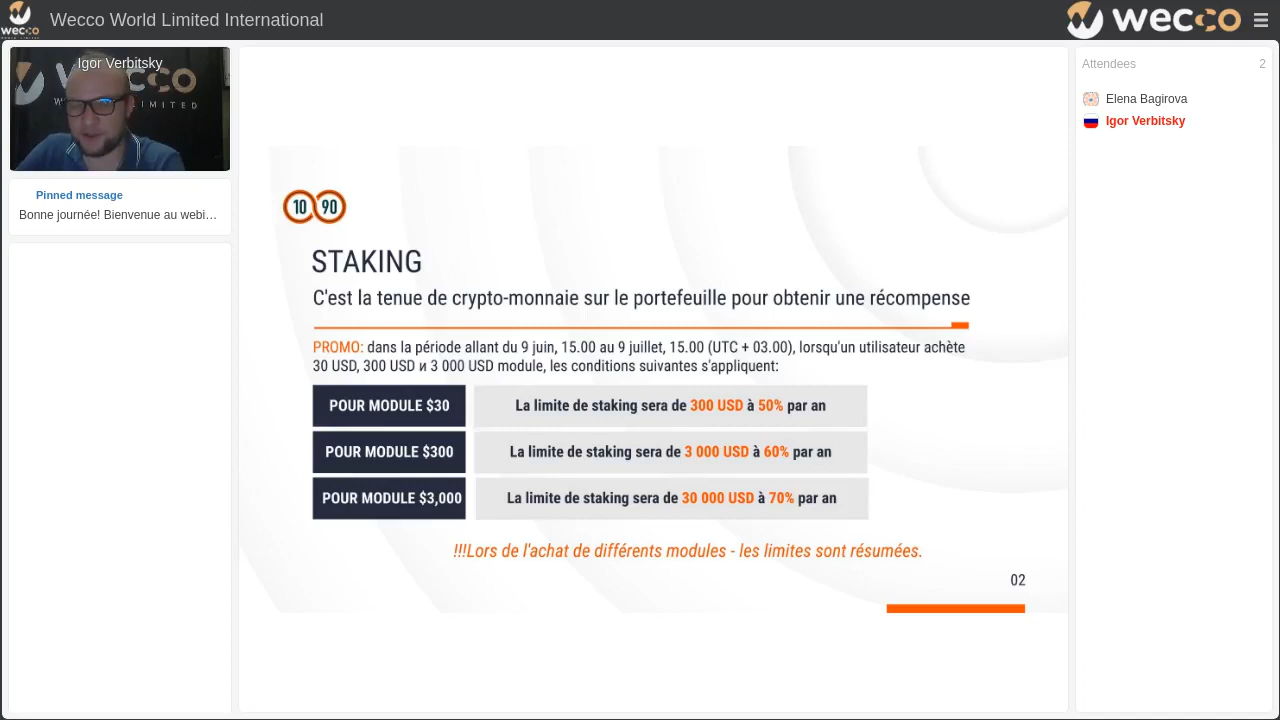 wecco
Wecco World Limited International
wecco
Igor Verbitsky
Pinned message
Bonne journée! Bienvenue au webi…
10 90
STAKING
C'est la tenue de crypto-monnaie sur le portefeuille pour obtenir une récompense
PROMO: dans la période allant du 9 juin, 15.00 au 9 juillet, 15.00 (UTC + 03.00), lorsqu'un utilisateur achète
30 USD, 300 USD и 3 000 USD module, les conditions suivantes s'appliquent:
POUR MODULE $30
La limite de staking sera de 300 USD à 50% par an
POUR MODULE $300
La limite de staking sera de 3 000 USD à 60% par an
POUR MODULE $3,000
La limite de staking sera de 30 000 USD à 70% par an
!!!Lors de l'achat de différents modules - les limites sont résumées.
02
Attendees 2
Elena Bagirova
Igor Verbitsky